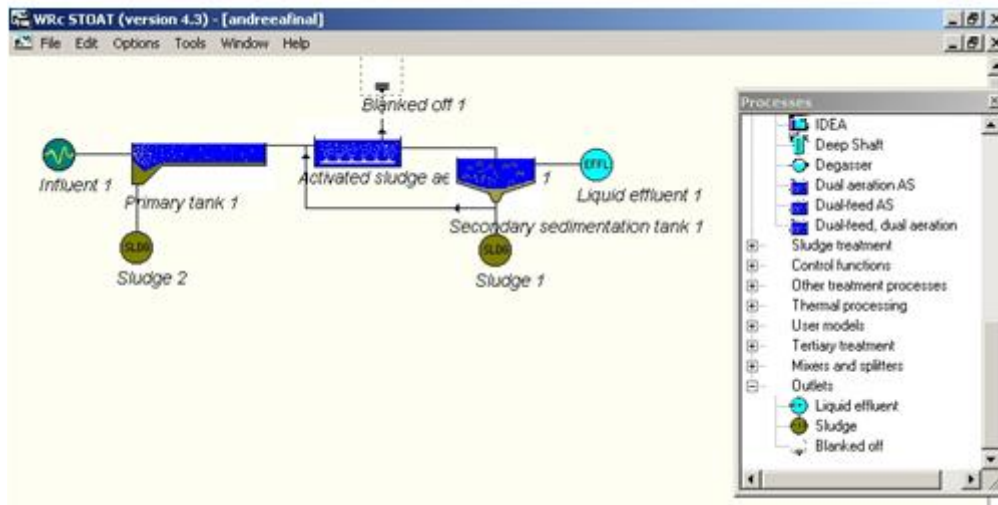 WRc STOAT (version 4.3) - [andreeafinal]
File Edit Options Tools Window Help
Blanked off 1
Influent 1
Primary tank 1
Activated sludge ae
1
EFFL
Liquid effluent 1
Secondary sedimentation tank 1
SLDG
Sludge 2
SLDG
Sludge 1
Processes
IDEA
Deep Shaft
Degasser
Dual aeration AS
Dual-feed AS
Dual-feed, dual aeration
Sludge treatment
Control functions
Other treatment processes
Thermal processing
User models
Tertiary treatment
Mixers and splitters
Outlets
Liquid effluent
Sludge
Blanked off